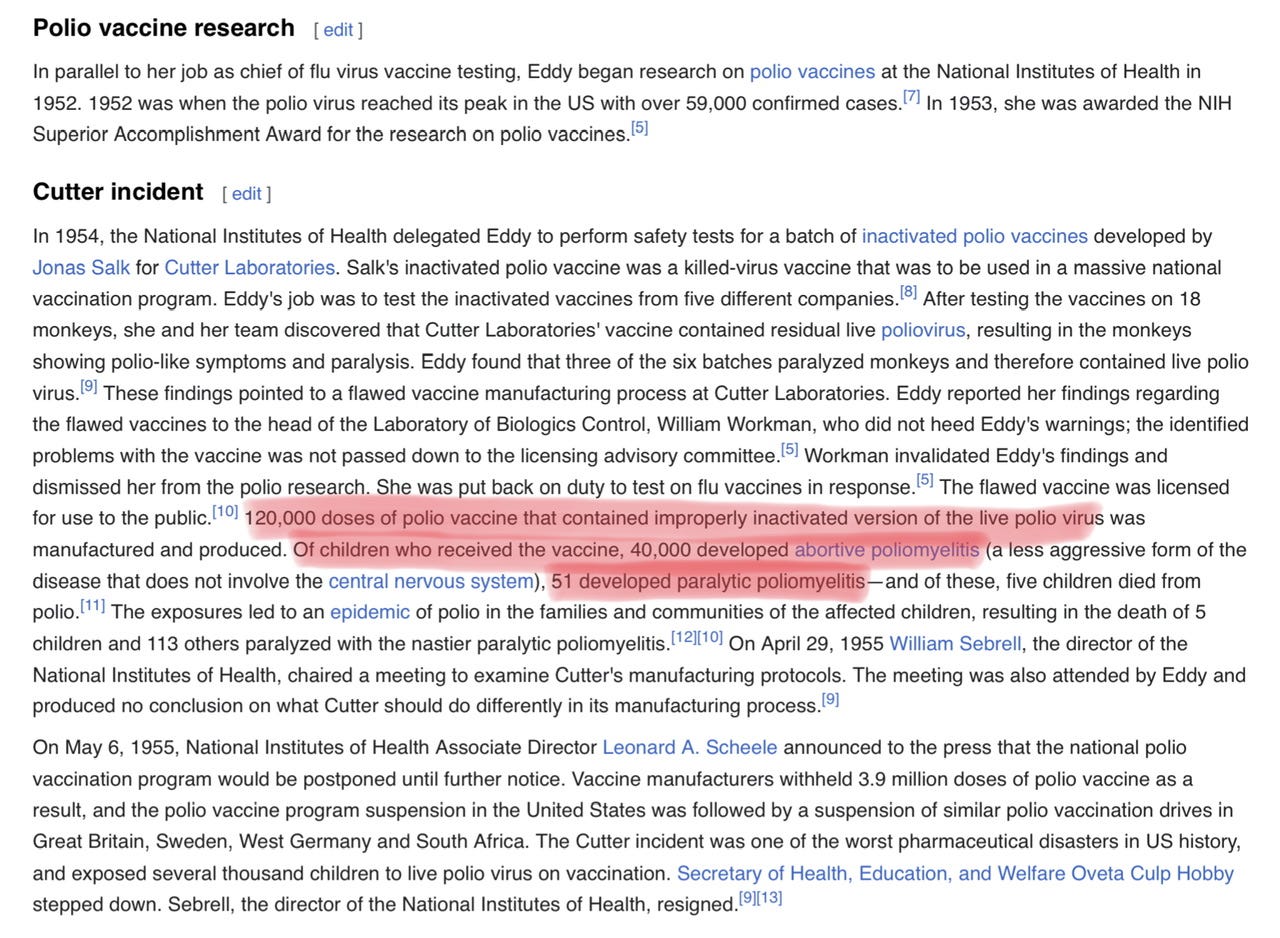 Polio vaccine research [ edit ]
In parallel to her job as chief of flu virus vaccine testing, Eddy began research on polio vaccines at the National Institutes of Health in
1952. 1952 was when the polio virus reached its peak in the US with over 59,000 confirmed cases.[7] In 1953, she was awarded the NIH
Superior Accomplishment Award for the research on polio vaccines.[5]
Cutter incident [ edit ]
In 1954, the National Institutes of Health delegated Eddy to perform safety tests for a batch of inactivated polio vaccines developed by
Jonas Salk for Cutter Laboratories. Salk's inactivated polio vaccine was a killed-virus vaccine that was to be used in a massive national
vaccination program. Eddy's job was to test the inactivated vaccines from five different companies.[8] After testing the vaccines on 18
monkeys, she and her team discovered that Cutter Laboratories' vaccine contained residual live poliovirus, resulting in the monkeys
showing polio-like symptoms and paralysis. Eddy found that three of the six batches paralyzed monkeys and therefore contained live polio
virus.[9] These findings pointed to a flawed vaccine manufacturing process at Cutter Laboratories. Eddy reported her findings regarding
the flawed vaccines to the head of the Laboratory of Biologics Control, William Workman, who did not heed Eddy's warnings; the identified
problems with the vaccine was not passed down to the licensing advisory committee.[5] Workman invalidated Eddy's findings and
dismissed her from the polio research. She was put back on duty to test on flu vaccines in response.[5] The flawed vaccine was licensed
for use to the public.[10] 120,000 doses of polio vaccine that contained improperly inactivated version of the live polio virus was
manufactured and produced. Of children who received the vaccine, 40,000 developed abortive poliomyelitis (a less aggressive form of the
disease that does not involve the central nervous system), 51 developed paralytic poliomyelitis—and of these, five children died from
polio.[11] The exposures led to an epidemic of polio in the families and communities of the affected children, resulting in the death of 5
children and 113 others paralyzed with the nastier paralytic poliomyelitis.[12][10] On April 29, 1955 William Sebrell, the director of the
National Institutes of Health, chaired a meeting to examine Cutter's manufacturing protocols. The meeting was also attended by Eddy and
produced no conclusion on what Cutter should do differently in its manufacturing process.[9]
On May 6, 1955, National Institutes of Health Associate Director Leonard A. Scheele announced to the press that the national polio
vaccination program would be postponed until further notice. Vaccine manufacturers withheld 3.9 million doses of polio vaccine as a
result, and the polio vaccine program suspension in the United States was followed by a suspension of similar polio vaccination drives in
Great Britain, Sweden, West Germany and South Africa. The Cutter incident was one of the worst pharmaceutical disasters in US history,
and exposed several thousand children to live polio virus on vaccination. Secretary of Health, Education, and Welfare Oveta Culp Hobby
stepped down. Sebrell, the director of the National Institutes of Health, resigned.[9][13]